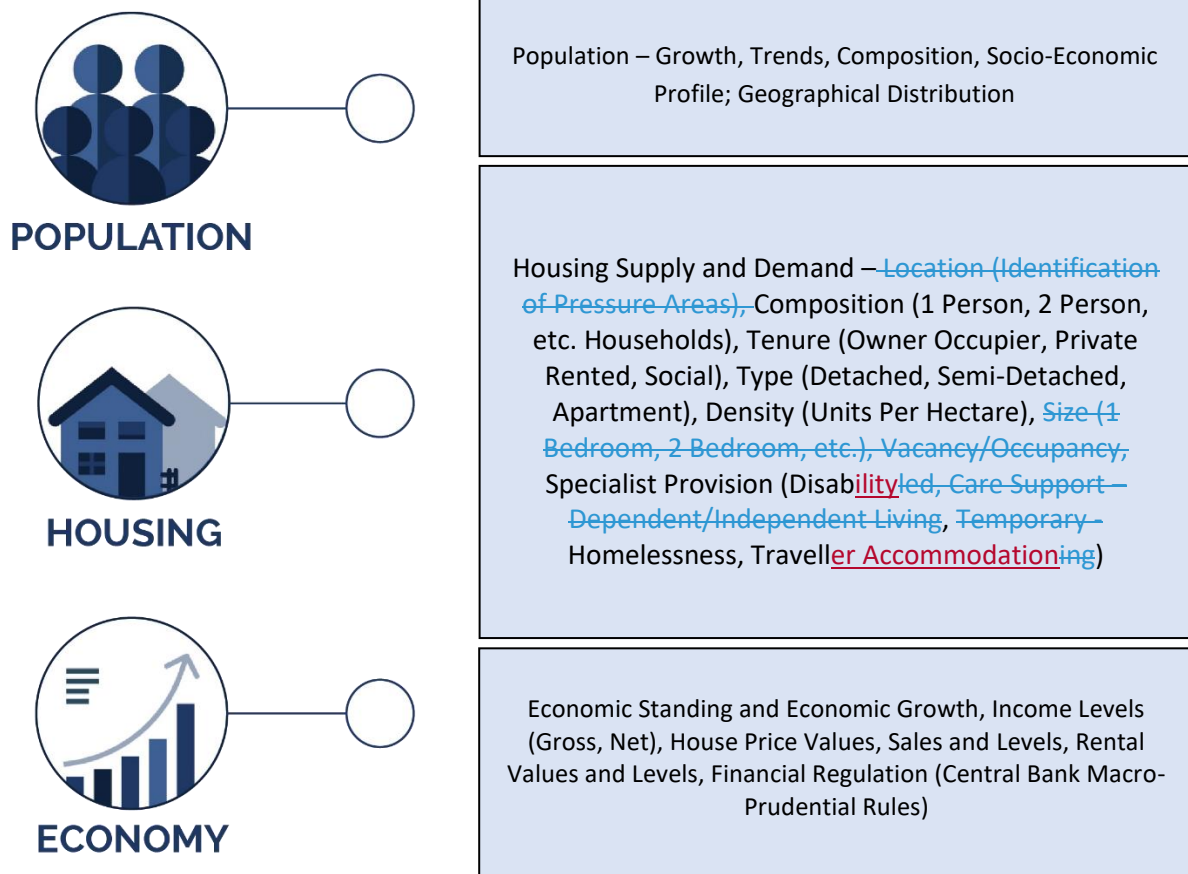 Population – Growth, Trends, Composition, Socio-Economic
Profile; Geographical Distribution
POPULATION
Housing Supply and Demand – Location (Identification
of Pressure Areas), Composition (1 Person, 2 Person,
etc. Households), Tenure (Owner Occupier, Private
Rented, Social), Type (Detached, Semi-Detached,
Apartment), Density (Units Per Hectare), Size (1
Bedroom, 2 Bedroom, etc.), Vacancy/Occupancy,
Specialist Provision (Disabilityled, Care Support –
Dependent/Independent Living, Temporary -
Homelessness, Traveller Accommodationing)
HOUSING
Economic Standing and Economic Growth, Income Levels
(Gross, Net), House Price Values, Sales and Levels, Rental
Values and Levels, Financial Regulation (Central Bank Macro-
Prudential Rules)
ECONOMY